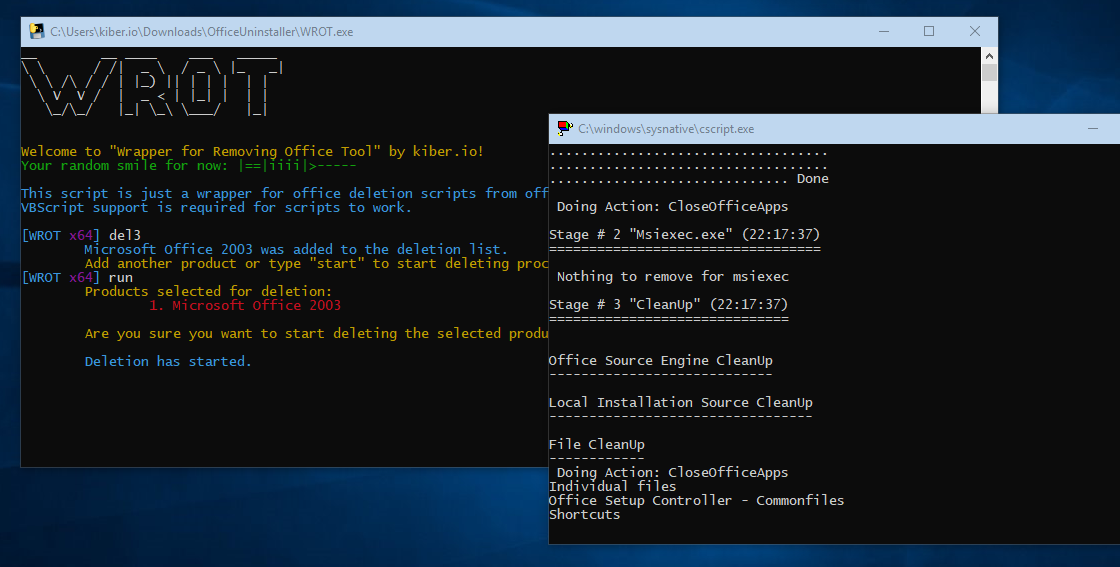 C:\Users\kiber.io\Downloads\OfficeUninstaller\WROT.exe
WROT
Welcome to "Wrapper for Removing Office Tool" by kiber.io!
Your random smile for now: |==|iiii|>-----
This script is just a wrapper for office deletion scripts from off
VBScript support is required for scripts to work.
[WROT x64] del3
Microsoft Office 2003 was added to the deletion list.
Add another product or type "start" to start deleting proc
[WROT x64] run
Products selected for deletion:
1. Microsoft Office 2003
Are you sure you want to start deleting the selected produ
Deletion has started.
C:\windows\sysnative\cscript.exe
...................................
...................................
.............................. Done
Doing Action: CloseOfficeApps
Stage # 2 "Msiexec.exe" (22:17:37)
==================================
Nothing to remove for msiexec
Stage # 3 "CleanUp" (22:17:37)
==============================
Office Source Engine CleanUp
----------------------------
Local Installation Source CleanUp
---------------------------------
File CleanUp
------------
Doing Action: CloseOfficeApps
Individual files
Office Setup Controller - Commonfiles
Shortcuts